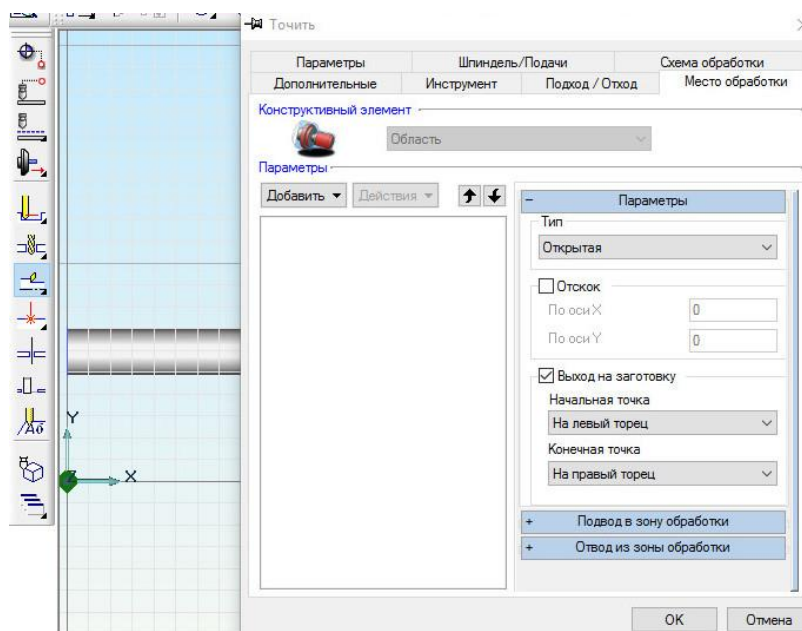 Точить
Параметры
Шпиндель/Подачи
Схема обработки
Дополнительные
Инструмент
Подход / Отход
Место обработки
Конструктивный элемент
Область
Параметры
Добавить
Действия
− Параметры
Тип
Открытая
Отскок
По оси X
0
По оси Y
0
Выход на заготовку
Начальная точка
На левый торец
Конечная точка
На правый торец
+ Подвод в зону обработки
+ Отвод из зоны обработки
OK
Отмена
Y
Z
X
Аб